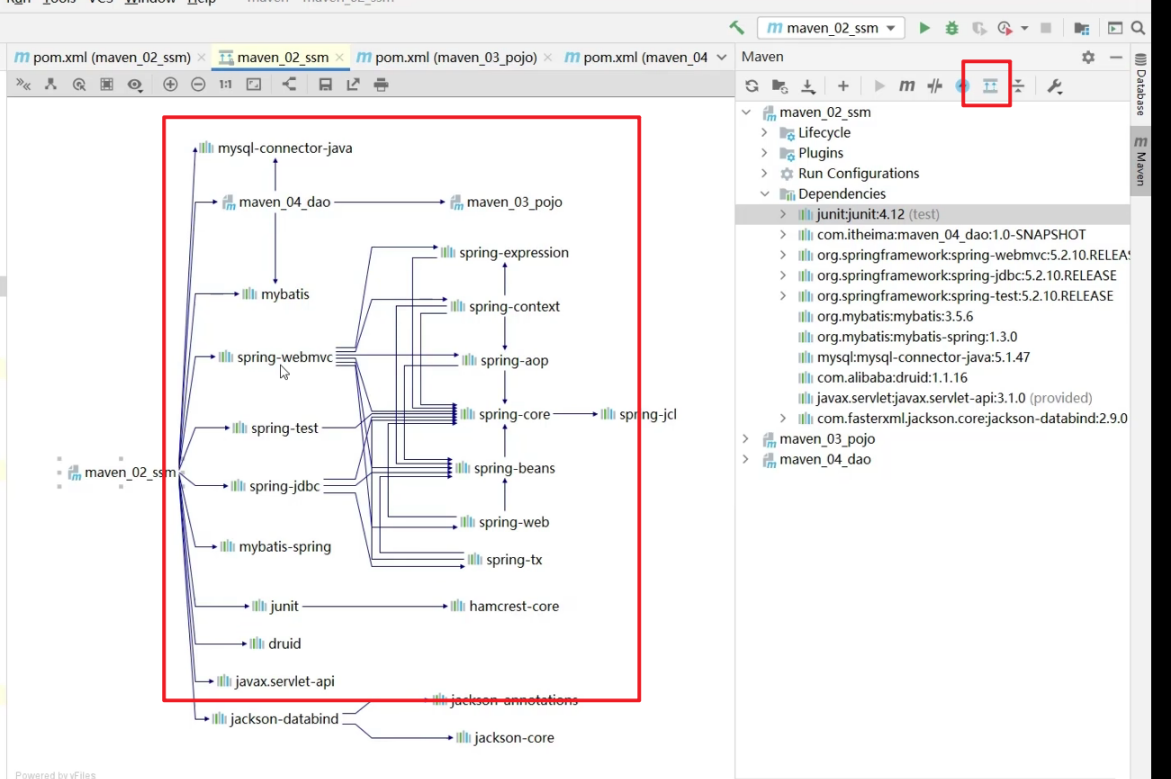 Run Tools VCS Window Help maven - maven_02_ssm
m maven_02_ssm
m pom.xml (maven_02_ssm)
maven_02_ssm
m pom.xml (maven_03_pojo)
m pom.xml (maven_04
Maven
1:1
m
mysql-connector-java
maven_04_dao
maven_03_pojo
spring-expression
mybatis
spring-context
spring-webmvc
spring-aop
spring-core
spring-jcl
spring-test
maven_02_ssm
spring-beans
spring-jdbc
spring-web
mybatis-spring
spring-tx
junit
hamcrest-core
druid
javax.servlet-api
jackson-annotations
jackson-databind
jackson-core
Powered by yFiles
maven_02_ssm
Lifecycle
Plugins
Run Configurations
Dependencies
junit:junit:4.12 (test)
com.itheima:maven_04_dao:1.0-SNAPSHOT
org.springframework:spring-webmvc:5.2.10.RELEA
org.springframework:spring-jdbc:5.2.10.RELEASE
org.springframework:spring-test:5.2.10.RELEASE
org.mybatis:mybatis:3.5.6
org.mybatis:mybatis-spring:1.3.0
mysql:mysql-connector-java:5.1.47
com.alibaba:druid:1.1.16
javax.servlet:javax.servlet-api:3.1.0 (provided)
com.fasterxml.jackson.core:jackson-databind:2.9.0
maven_03_pojo
maven_04_dao
Database
m Maven